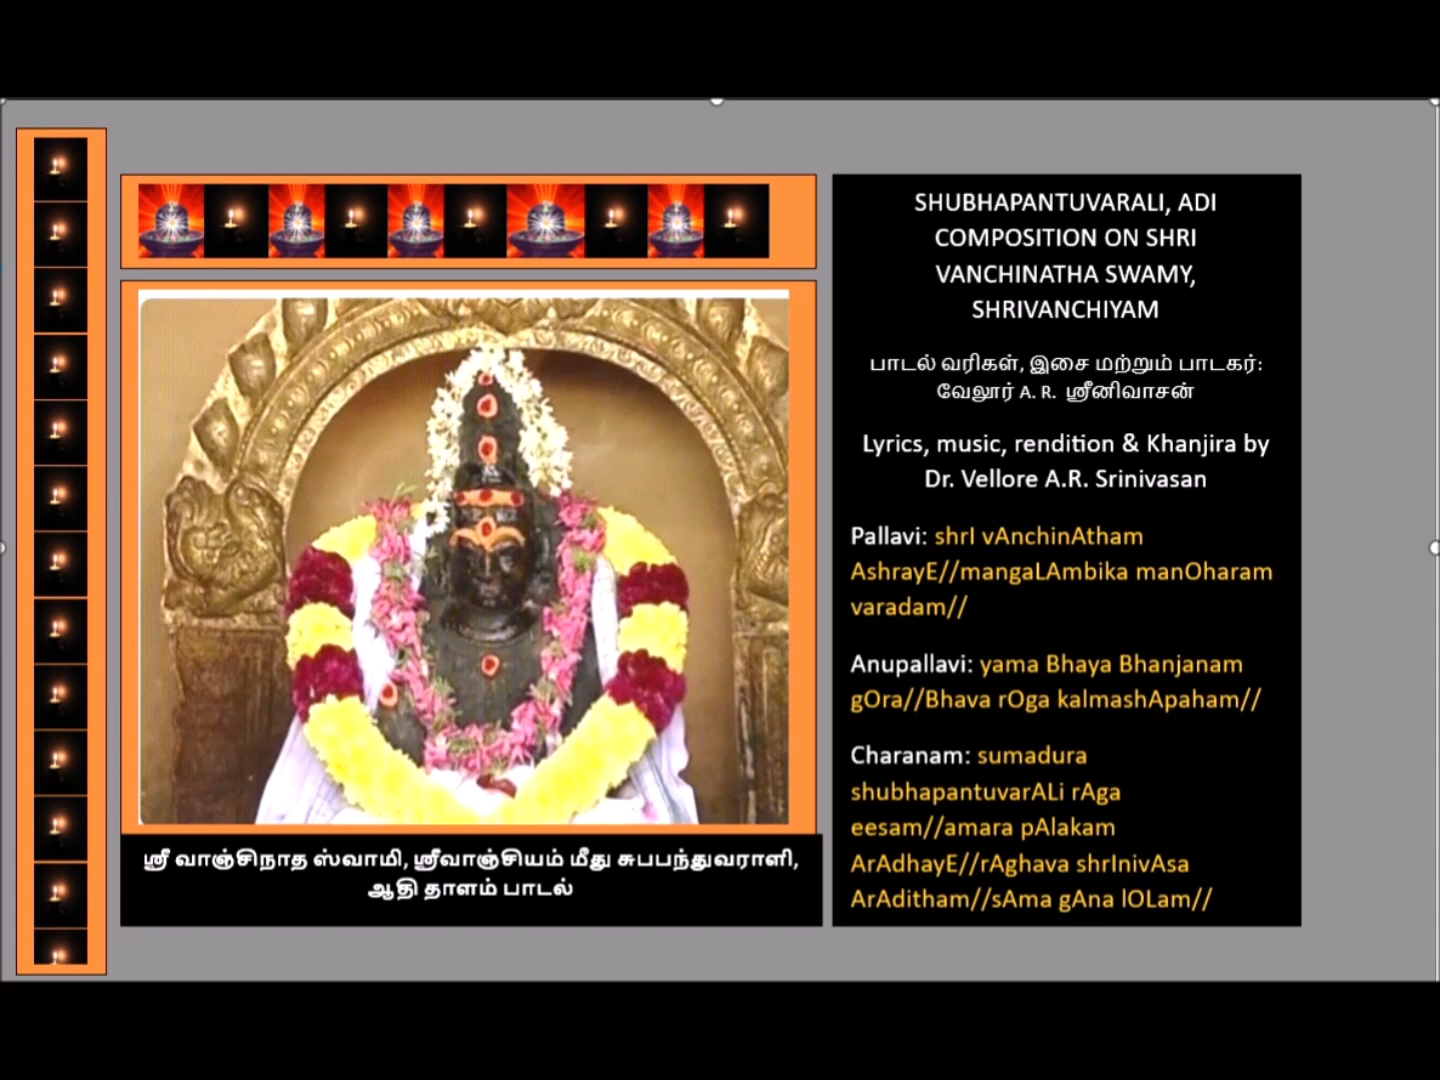 SHUBHAPANTUVARALI, ADI
COMPOSITION ON SHRI
VANCHINATHA SWAMY,
SHRIVANCHIYAM
பாடல் வரிகள், இசை மற்றும் பாடகர்:
வேலூர் A. R. ஸ்ரீனிவாசன்
Lyrics, music, rendition & Khanjira by
Dr. Vellore A.R. Srinivasan
Pallavi: shrI vAnchinAtham
AshrayE//mangaLAmbika manOharam
varadam//
Anupallavi: yama Bhaya Bhanjanam
gOra//Bhava rOga kalmashApaham//
Charanam: sumadura
shubhapantuvarALi rAga
eesam//amara pAlakam
ArAdhayE//rAghava shrInivAsa
ArAditham//sAma gAna lOLam//
ஸ்ரீ வாஞ்சிநாத ஸ்வாமி, ஸ்ரீவாஞ்சியம் மீது சுபபந்துவராளி,
ஆதி தாளம் பாடல்